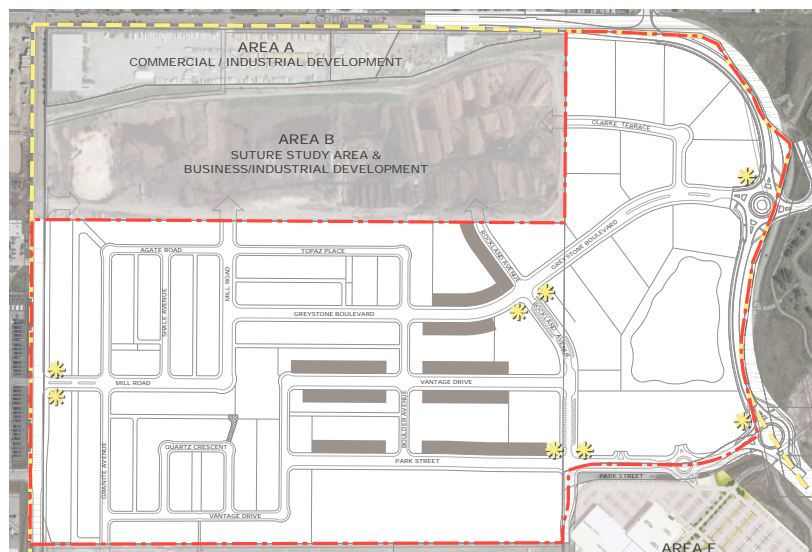 Griffin Road
AREA A
COMMERCIAL / INDUSTRIAL DEVELOPMENT
CLARKE TERRACE
AREA B
SUTURE STUDY AREA &
BUSINESS/INDUSTRIAL DEVELOPMENT
AGATE ROAD
TOPAZ PLACE
ROCKLAND AVENUE
GREYSTONE BOULEVARD
SHALE AVENUE
MILL ROAD
GREYSTONE BOULEVARD
ROCKLAND AVENUE
MILL ROAD
VANTAGE DRIVE
BOULDER AVENUE
QUARTZ CRESCENT
GRANITE AVENUE
PARK STREET
PARK STREET
VANTAGE DRIVE
AREA F